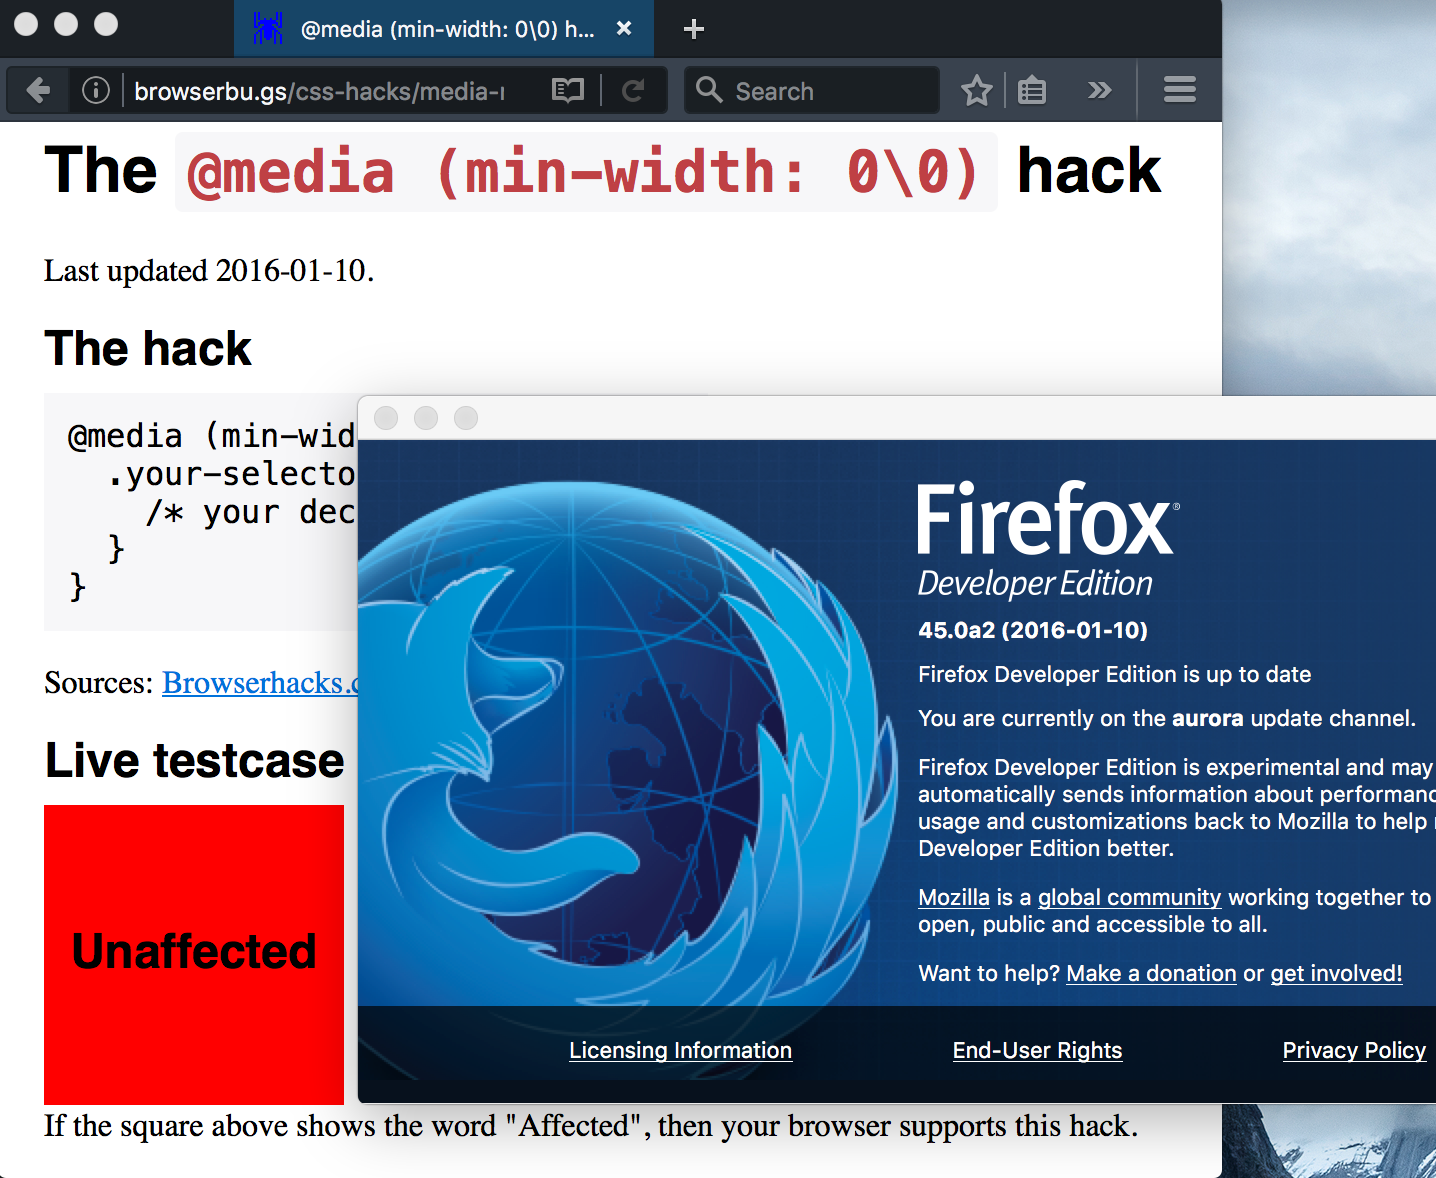 @media (min-width: 0\0) h...
browserbu.gs/css-hacks/media-
Search
The @media (min-width: 0\0) hack
Last updated 2016-01-10.
The hack
@media (min-wid
.your-selecto
/* your dec
}
}
Sources: Browserhacks.c
Live testcase
Unaffected
If the square above shows the word "Affected", then your browser supports this hack.
Firefox®
Developer Edition
45.0a2 (2016-01-10)
Firefox Developer Edition is up to date
You are currently on the aurora update channel.
Firefox Developer Edition is experimental and may
automatically sends information about performanc
usage and customizations back to Mozilla to help
Developer Edition better.
Mozilla is a global community working together to
open, public and accessible to all.
Want to help? Make a donation or get involved!
Licensing Information
End-User Rights
Privacy Policy